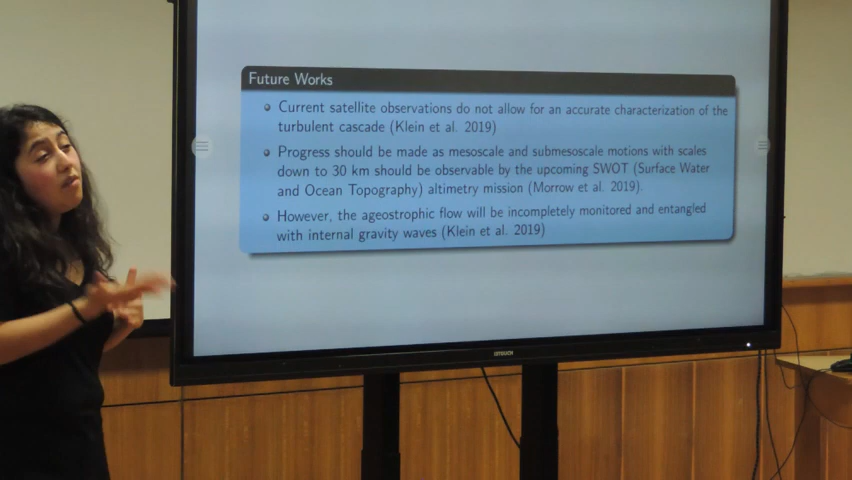 Future Works
Current satellite observations do not allow for an accurate characterization of the
turbulent cascade (Klein et al. 2019)
Progress should be made as mesoscale and submesoscale motions with scales
down to 30 km should be observable by the upcoming SWOT (Surface Water
and Ocean Topography) altimetry mission (Morrow et al. 2019).
However, the ageostrophic flow will be incompletely monitored and entangled
with internal gravity waves (Klein et al. 2019)